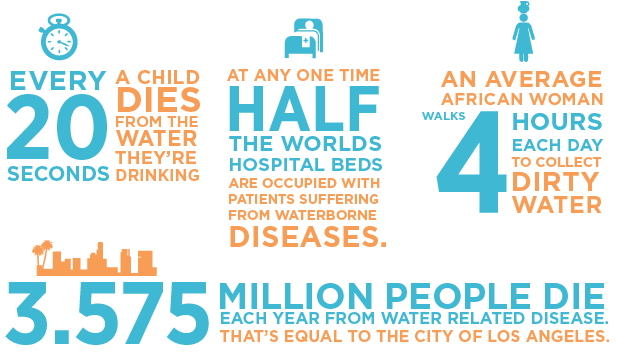 EVERY
20
SECONDS
A CHILD
DIES
FROM THE
WATER
THEY'RE
DRINKING
AT ANY ONE TIME
HALF
THE WORLDS
HOSPITAL BEDS
ARE OCCUPIED WITH
PATIENTS SUFFERING
FROM WATERBORNE
DISEASES.
AN AVERAGE
AFRICAN WOMAN
WALKS
4
HOURS
EACH DAY
TO COLLECT
DIRTY
WATER
3.575
MILLION PEOPLE DIE
EACH YEAR FROM WATER RELATED DISEASE.
THAT'S EQUAL TO THE CITY OF LOS ANGELES.